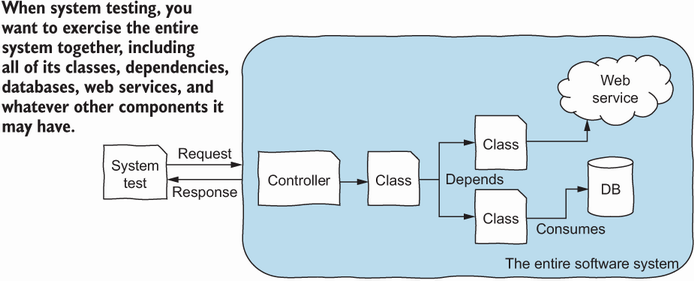 When system testing, you
want to exercise the entire
system together, including
all of its classes, dependencies,
databases, web services, and
whatever other components it
may have.
Web
service
System
test
Request
Response
Controller
Class
Depends
Class
Class
DB
Consumes
The entire software system